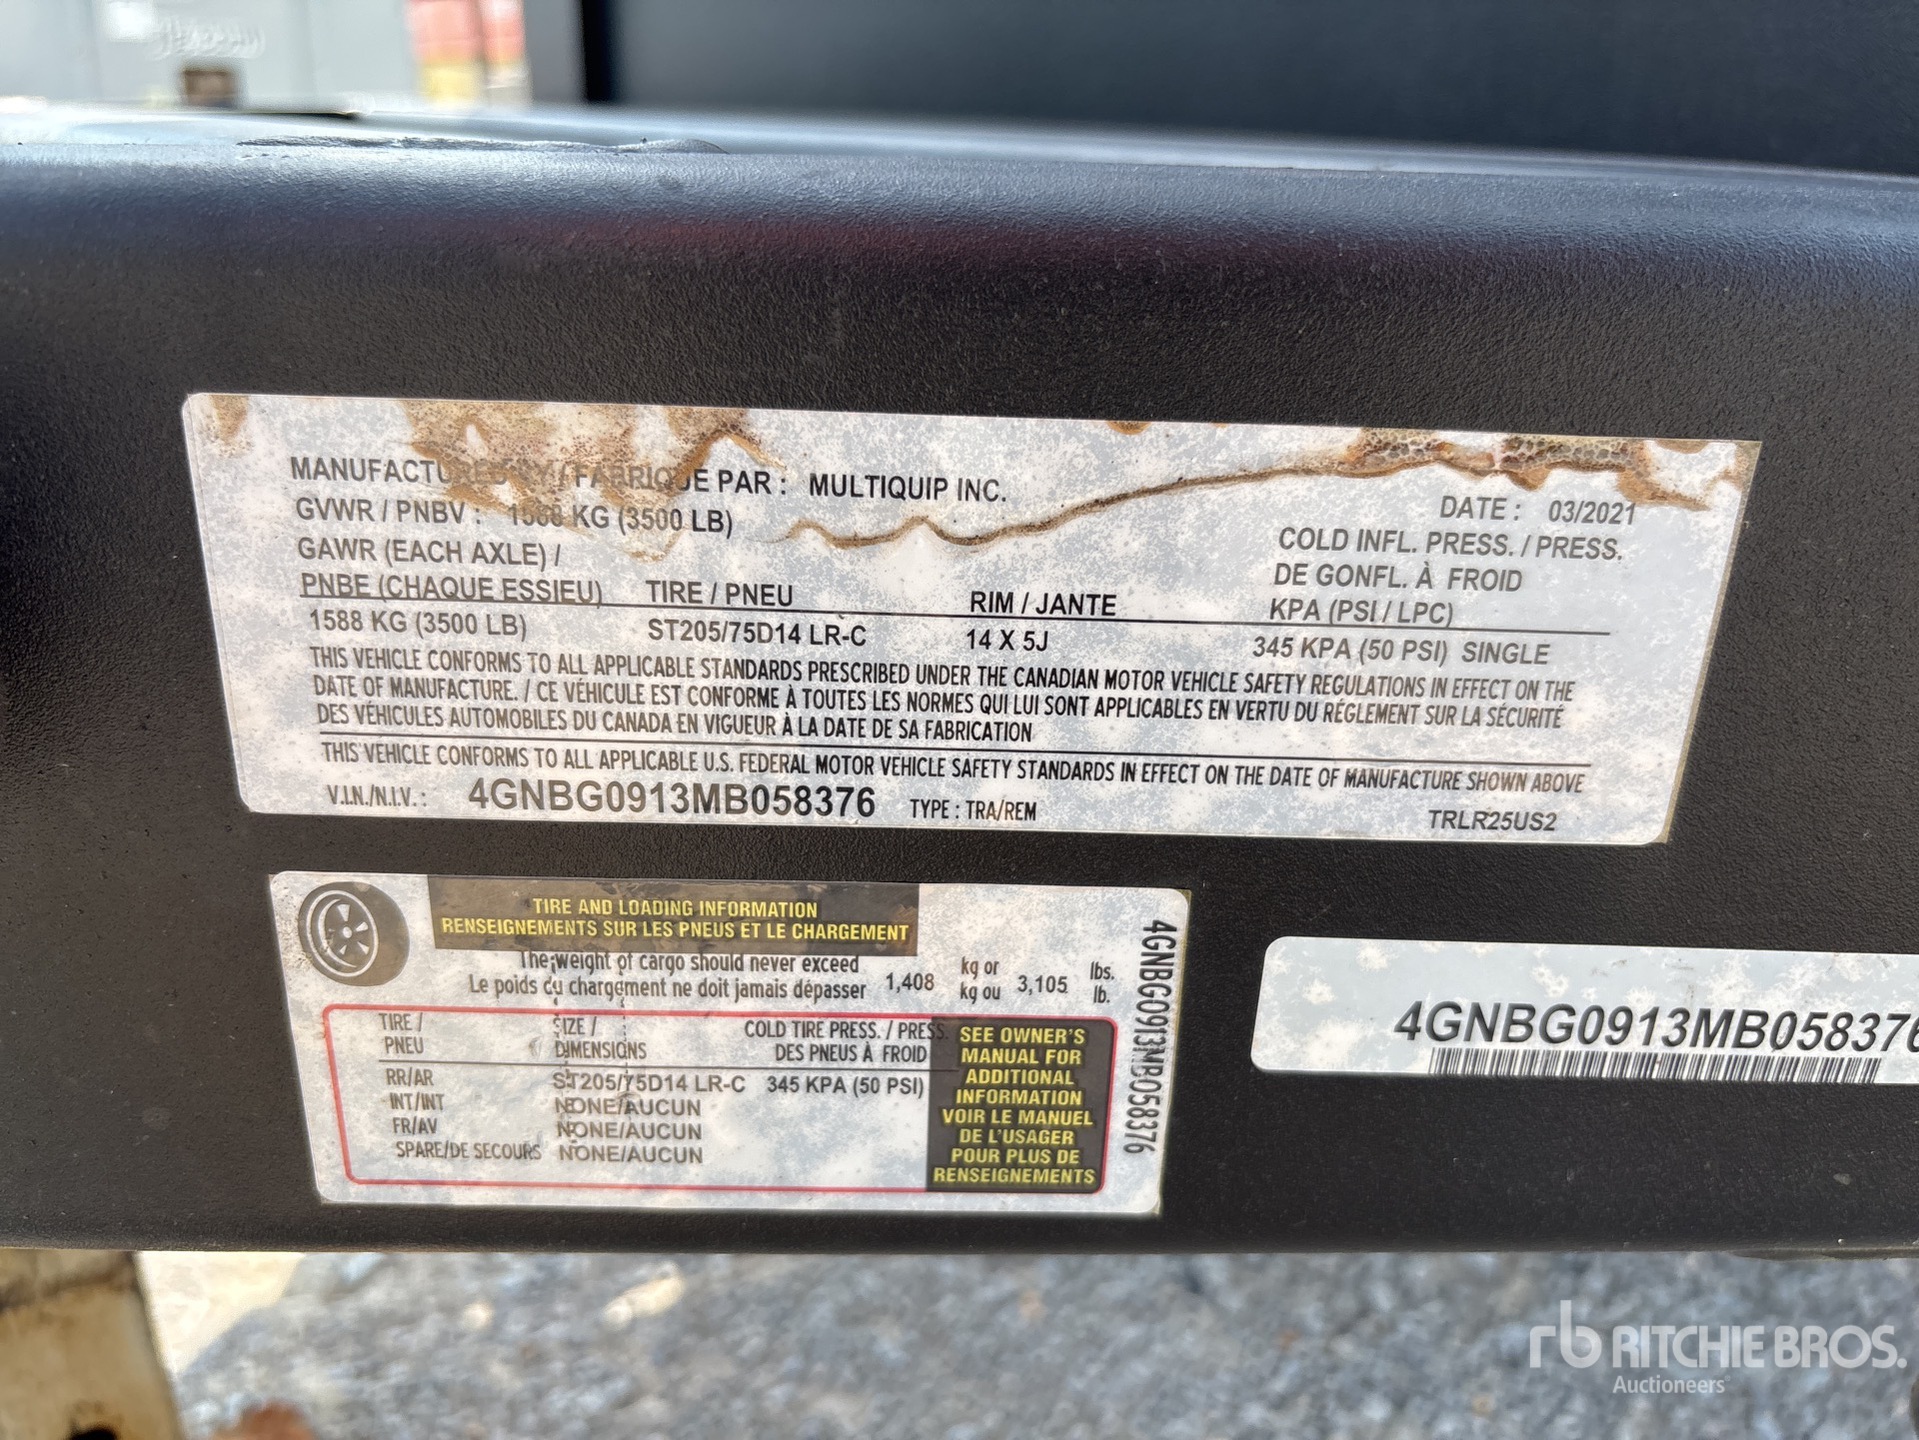 MANUFACTURED BY / FABRIQUE PAR : MULTIQUIP INC.
GVWR / PNBV : 1588 KG (3500 LB)
DATE : 03/2021
GAWR (EACH AXLE) /
PNBE (CHAQUE ESSIEU)
TIRE / PNEU
RIM / JANTE
COLD INFL. PRESS. / PRESS.
DE GONFL. À FROID
KPA (PSI / LPC)
1588 KG (3500 LB) ST205/75D14 LR-C 14 X 5J 345 KPA (50 PSI) SINGLE
THIS VEHICLE CONFORMS TO ALL APPLICABLE STANDARDS PRESCRIBED UNDER THE CANADIAN MOTOR VEHICLE SAFETY REGULATIONS IN EFFECT ON THE
DATE OF MANUFACTURE. / CE VÉHICULE EST CONFORME À TOUTES LES NORMES QUI LUI SONT APPLICABLES EN VERTU DU RÉGLEMENT SUR LA SÉCURITÉ
DES VÉHICULES AUTOMOBILES DU CANADA EN VIGUEUR À LA DATE DE SA FABRICATION
THIS VEHICLE CONFORMS TO ALL APPLICABLE U.S. FEDERAL MOTOR VEHICLE SAFETY STANDARDS IN EFFECT ON THE DATE OF MANUFACTURE SHOWN ABOVE
V.I.N./N.I.V.: 4GNBG0913MB058376 TYPE : TRA/REM TRLR25US2
TIRE AND LOADING INFORMATION
RENSEIGNEMENTS SUR LES PNEUS ET LE CHARGEMENT
The weight of cargo should never exceed
Le poids du chargement ne doit jamais dépasser
1,408
kg or
kg ou
3,105
lbs.
lb.
TIRE /
PNEU
SIZE /
DIMENSIONS
COLD TIRE PRESS. / PRESS.
DES PNEUS À FROID
RR/AR ST205/75D14 LR-C 345 KPA (50 PSI)
INT/INT NONE/AUCUN
FR/AV NONE/AUCUN
SPARE/DE SECOURS NONE/AUCUN
SEE OWNER'S
MANUAL FOR
ADDITIONAL
INFORMATION
VOIR LE MANUEL
DE L'USAGER
POUR PLUS DE
RENSEIGNEMENTS
4GNBG0913MB058376
4GNBG0913MB058376
rb RITCHIE BROS.
Auctioneers